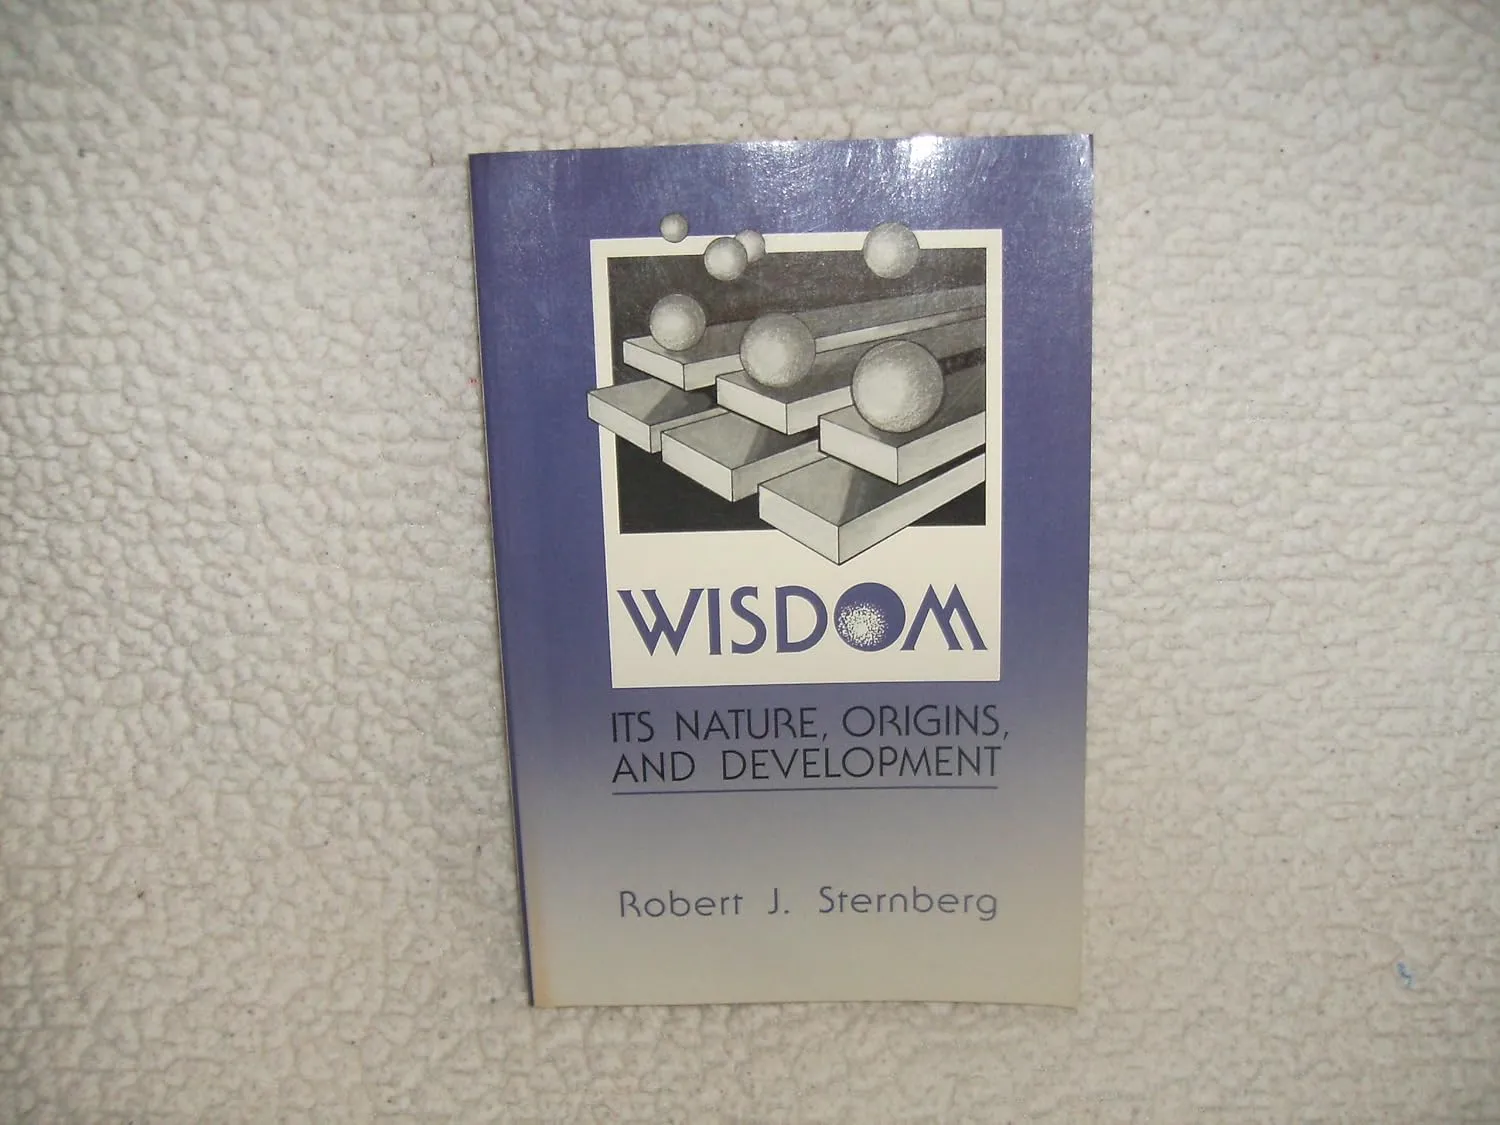 WISDOM
ITS NATURE, ORIGINS,
AND DEVELOPMENT
Robert J. Sternberg